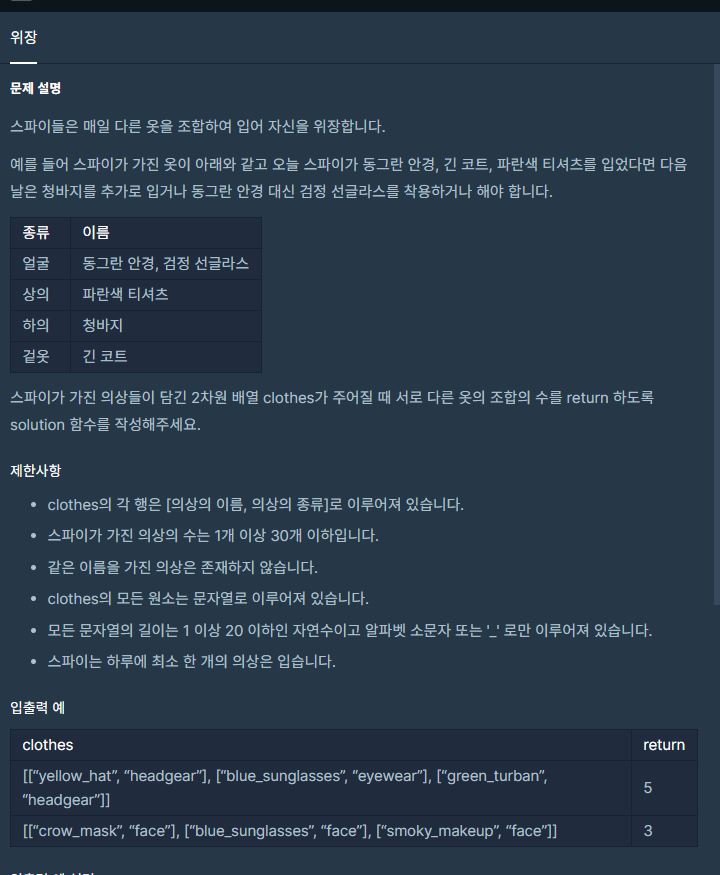 위장
문제 설명
스파이들은 매일 다른 옷을 조합하여 입어 자신을 위장합니다.
예를 들어 스파이가 가진 옷이 아래와 같고 오늘 스파이가 동그란 안경, 긴 코트, 파란색 티셔츠를 입었다면 다음
날은 청바지를 추가로 입거나 동그란 안경 대신 검정 선글라스를 착용하거나 해야 합니다.
종류 이름
얼굴 동그란 안경, 검정 선글라스
상의 파란색 티셔츠
하의 청바지
겉옷 긴 코트
스파이가 가진 의상들이 담긴 2차원 배열 clothes가 주어질 때 서로 다른 옷의 조합의 수를 return 하도록
solution 함수를 작성해주세요.
제한사항
• clothes의 각 행은 [의상의 이름, 의상의 종류]로 이루어져 있습니다.
• 스파이가 가진 의상의 수는 1개 이상 30개 이하입니다.
• 같은 이름을 가진 의상은 존재하지 않습니다.
• clothes의 모든 원소는 문자열로 이루어져 있습니다.
• 모든 문자열의 길이는 1 이상 20 이하인 자연수이고 알파벳 소문자 또는 '_' 로만 이루어져 있습니다.
• 스파이는 하루에 최소 한 개의 의상은 입습니다.
입출력 예
clothes return
[[“yellow_hat”, “headgear”], [“blue_sunglasses”, “eyewear”], [“green_turban”,
“headgear”]] 5
[[“crow_mask”, “face”], [“blue_sunglasses”, “face”], [“smoky_makeup”, “face”]] 3